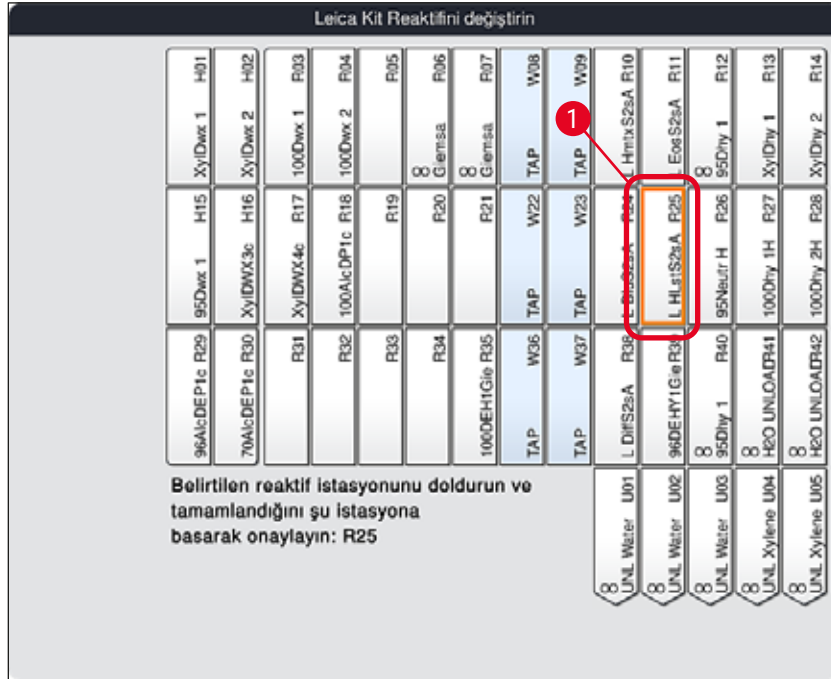 Leica Kit Reaktifini değiştirin
XylDwx 1 H01
XylDwx 2 H02
100Dwx 1 R03
100Dwx 2 R04
R05
∞ Giemsa R06
∞ Giemsa R07
TAP W08
TAP W09
L HmtxS2sA R10
L EosS2sA R11
∞ 95Dhy 1 R12
XylDhy 1 R13
XylDhy 2 R14
1
95Dwx 1 H15
XylDWX3c H16
XylDWX4c R17
100AlcDP1c R18
R19
R20
R21
TAP W22
TAP W23
L BluS2sA R24
L HLstS2sA R25
95Neutr H R26
100Dhy 1H R27
100Dhy 2H R28
96AlcDEP1c R29
70AlcDEP1c R30
R31
R32
R33
R34
100DEH1Gie R35
TAP W36
TAP W37
L DiffS2sA R38
96DEHY1Gie R39
∞ 95Dhy 1 R40
∞ H2O UNLOAD R41
∞ H2O UNLOAD R42
∞ UNL Water U01
∞ UNL Water U02
∞ UNL Water U03
∞ UNL Xylene U04
∞ UNL Xylene U05
Belirtilen reaktif istasyonunu doldurun ve
tamamlandığını şu istasyona
basarak onaylayın: R25